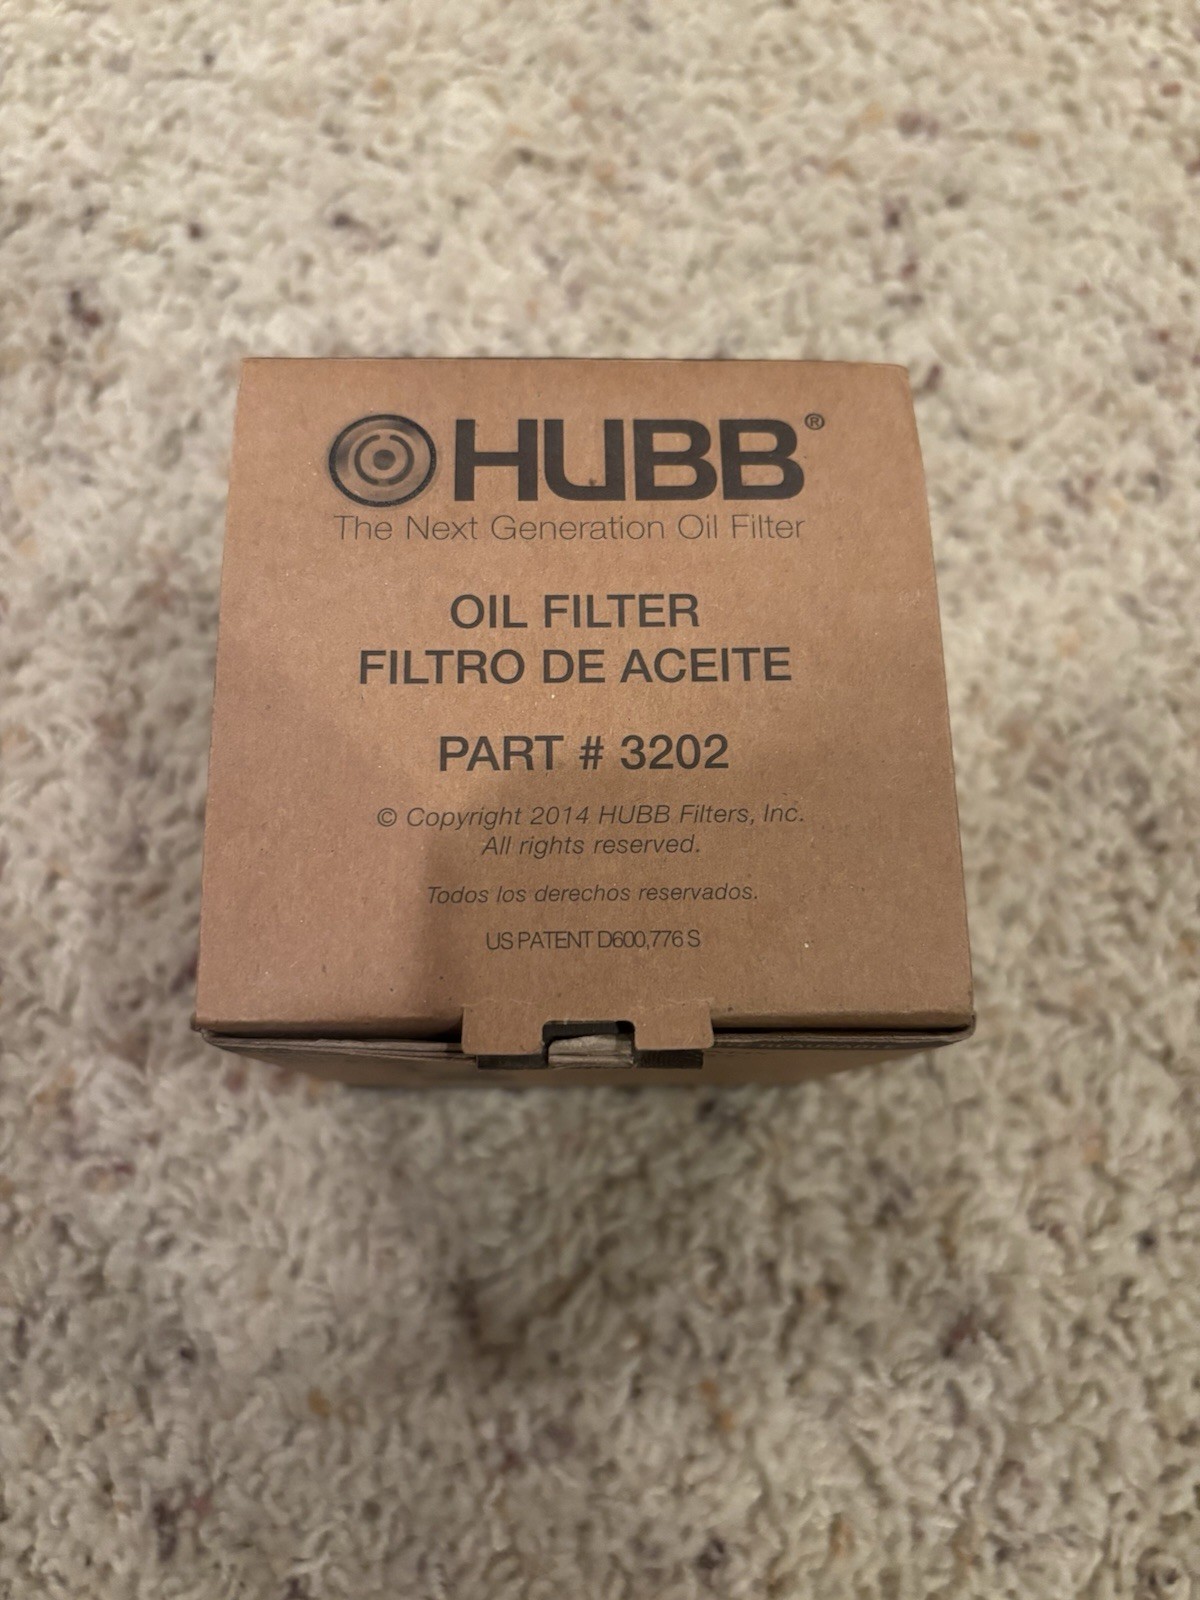 HUBB®
The Next Generation Oil Filter
OIL FILTER
FILTRO DE ACEITE
PART # 3202
© Copyright 2014 HUBB Filters, Inc.
All rights reserved.
Todos los derechos reservados.
US PATENT D600,776 S